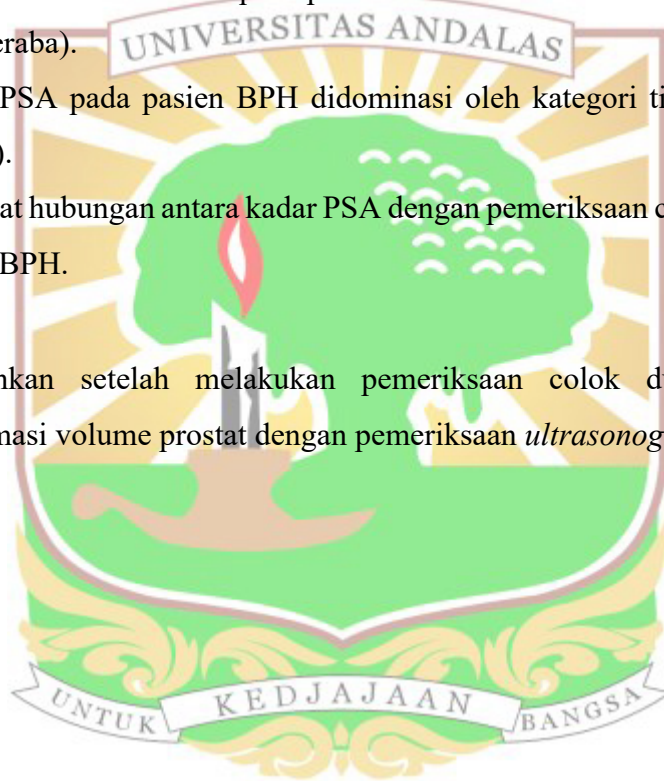 eraba).
UNIVERSITAS ANDALAS
PSA pada pasien BPH didominasi oleh kategori ti
).
at hubungan antara kadar PSA dengan pemeriksaan c
BPH.
nkan setelah melakukan pemeriksaan colok d
masi volume prostat dengan pemeriksaan ultrasonog
UNTUK KEDJAJAAN BANGSA